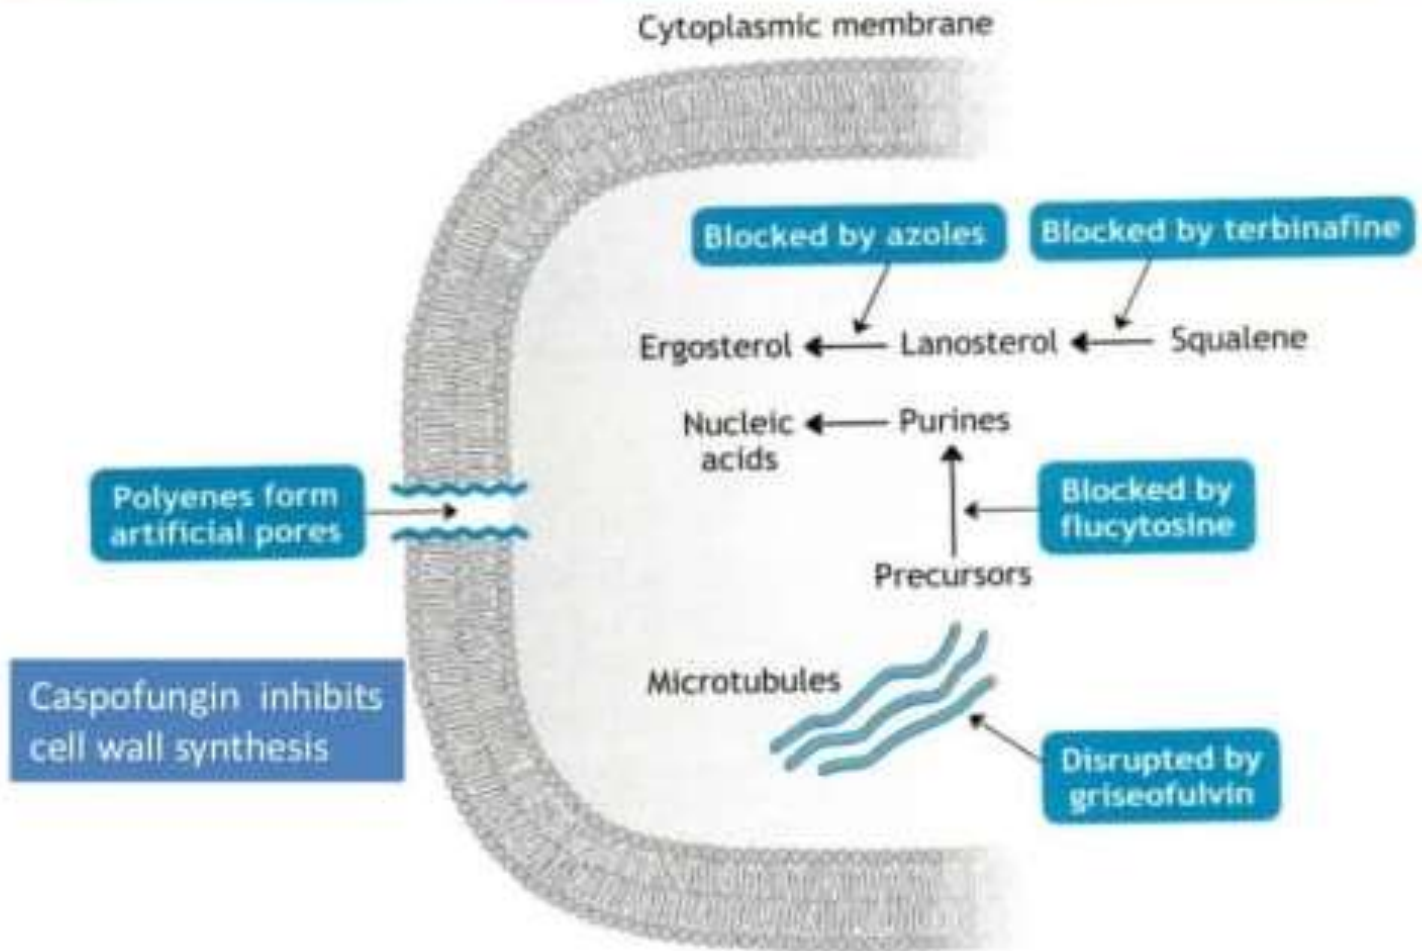 Cytoplasmic membrane
Blocked by azoles
Blocked by terbinafine
Ergosterol
Lanosterol
Squalene
Nucleic
acids
Purines
Polyenes form
artificial pores
Blocked by
flucytosine
Precursors
Caspofungin inhibits
cell wall synthesis
Microtubules
Disrupted by
griseofulvin